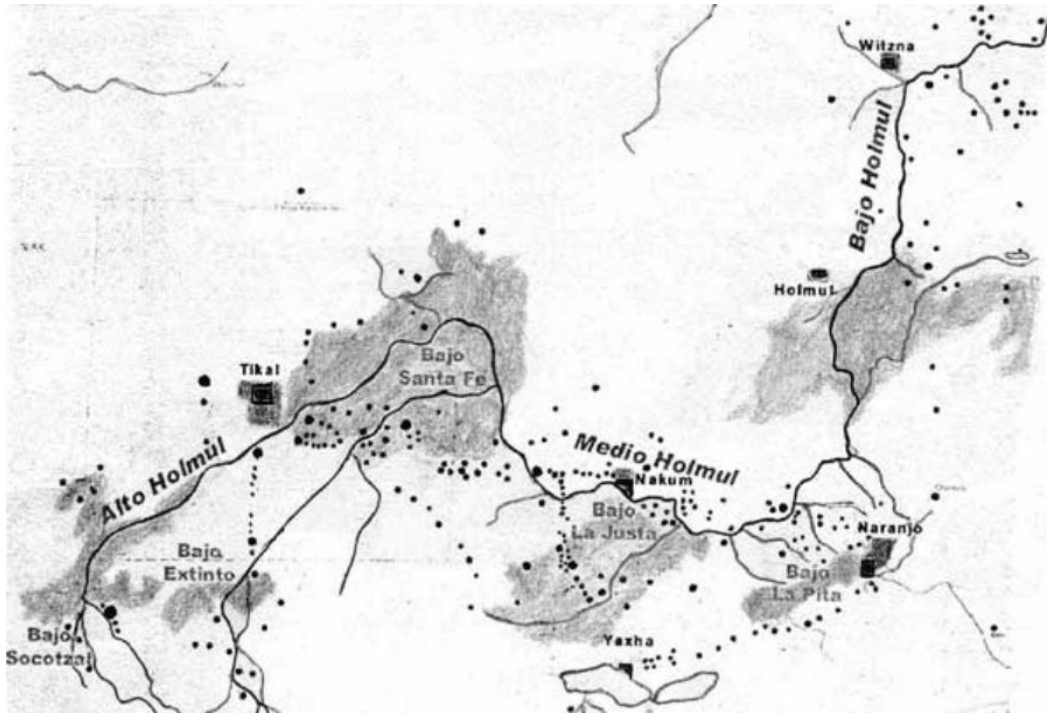 Witzna
Bajo Holmul
Holmul
Tikal
Bajo
Santa Fe
Alto Holmul
Medio Holmul
Nakum
Bajo
La Justa
Naranjo
Bajo
La Pita
Bajo
Extinto
Bajo
Socotzal
Yaxha